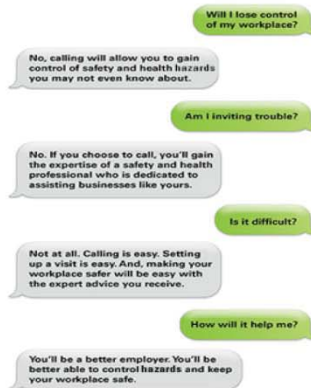 Will I lose control
of my workplace?
No, calling will allow you to gain
control of safety and health hazards
you may not even know about.
Am I inviting trouble?
No. If you choose to call, you'll gain
the expertise of a safety and health
professional who is dedicated to
assisting businesses like yours.
Is it difficult?
Not at all. Calling is easy. Setting
up a visit is easy. And, making your
workplace safer will be easy with
the expert advice you receive.
How will it help me?
You'll be a better employer. You'll be
better able to control hazards and keep
your workplace safe.